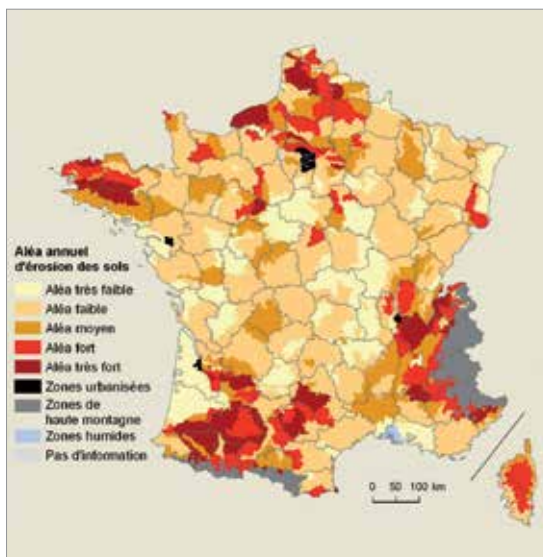 Aléa annuel
d'érosion des sols
Aléa très faible
Aléa faible
Aléa moyen
Aléa fort
Aléa très fort
Zones urbanisées
Zones de
haute montagne
Zones humides
Pas d'information
0 50 100 km